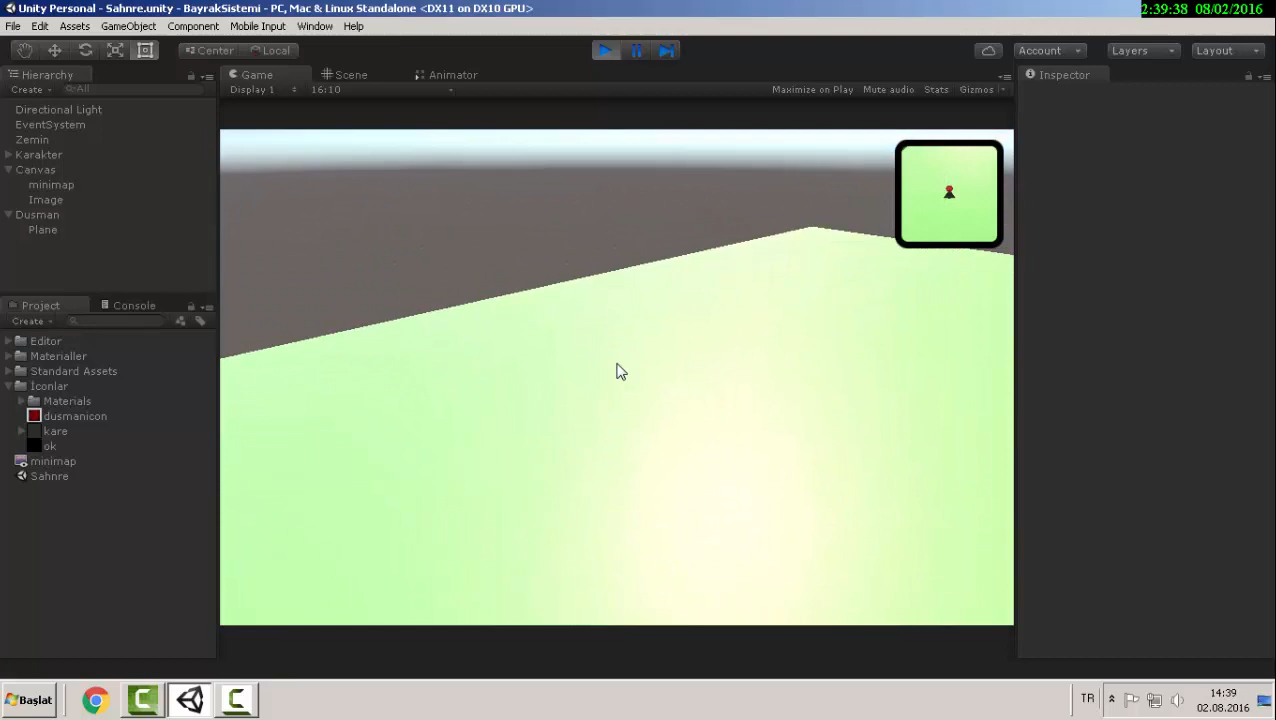 Unity Personal - Sahnre.unity - BayrakSistemi - PC, Mac & Linux Standalone <DX11 on DX10 GPU>
2:39:38 08/02/2016
File Edit Assets GameObject Component Mobile Input Window Help
Center Local Account Layers Layout
Hierarchy Game Scene Animator Inspector
Create All Display 1 16:10 Maximize on Play Mute audio Stats Gizmos
Directional Light
EventSystem
Zemin
Karakter
Canvas
minimap
Image
Dusman
Plane
Project Console
Create
Editor
Materialler
Standard Assets
İconlar
Materials
dusmanicon
kare
ok
minimap
Sahnre
Başlat
TR
14:39
02.08.2016